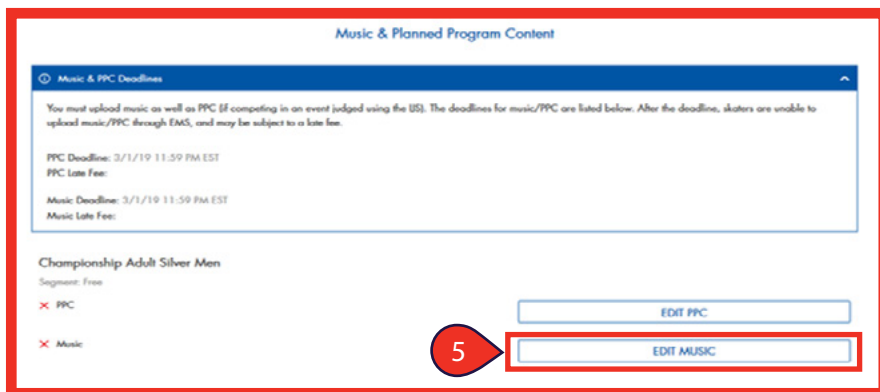 Music & Planned Program Content
Music & PPC Deadlines
You must upload music as well as PPC (if competing in an event judged using the IJS). The deadlines for music/PPC are listed below. After the deadline, skaters are unable to
upload music/PPC through EMS, and may be subject to a late fee.
PPC Deadline: 3/1/19 11:59 PM EST
PPC Late Fee:
Music Deadline: 3/1/19 11:59 PM EST
Music Late Fee:
Championship Adult Silver Men
Segment: Free
PPC
EDIT PPC
Music
5
EDIT MUSIC